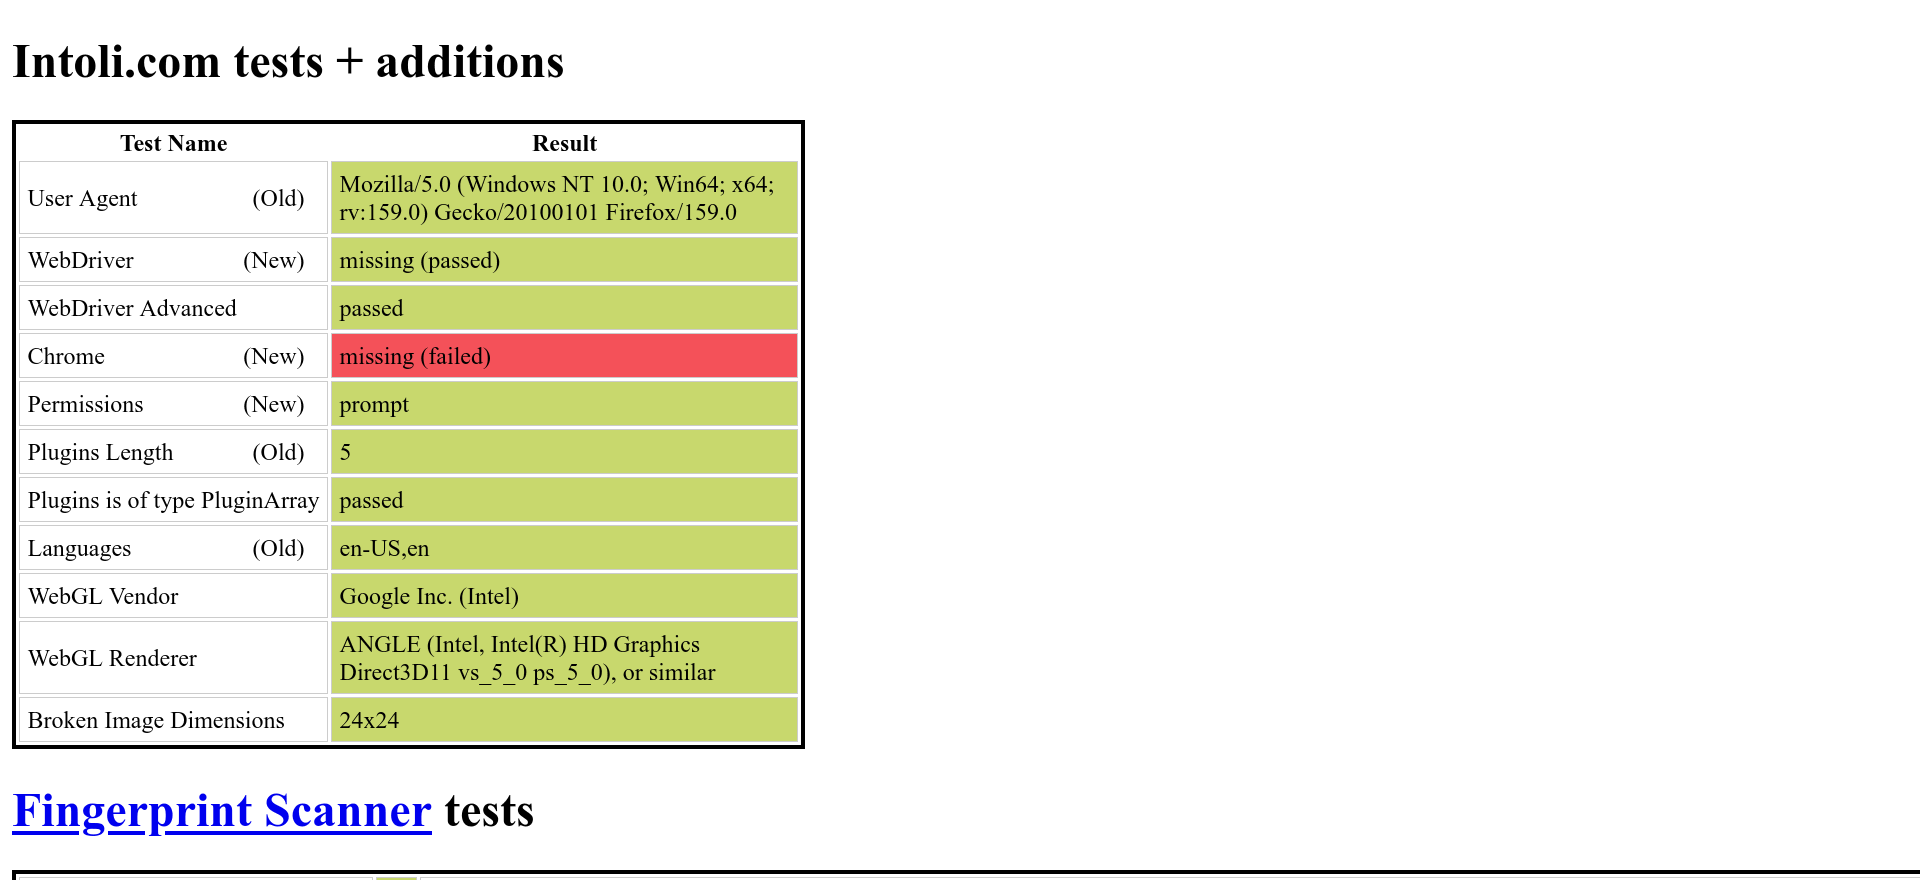 Intoli.com tests + additions
Test Name Result
User Agent (Old) Mozilla/5.0 (Windows NT 10.0; Win64; x64;
rv:159.0) Gecko/20100101 Firefox/159.0
WebDriver (New) missing (passed)
WebDriver Advanced passed
Chrome (New) missing (failed)
Permissions (New) prompt
Plugins Length (Old) 5
Plugins is of type PluginArray passed
Languages (Old) en-US,en
WebGL Vendor Google Inc. (Intel)
WebGL Renderer ANGLE (Intel, Intel(R) HD Graphics
Direct3D11 vs_5_0 ps_5_0), or similar
Broken Image Dimensions 24x24
Fingerprint Scanner tests